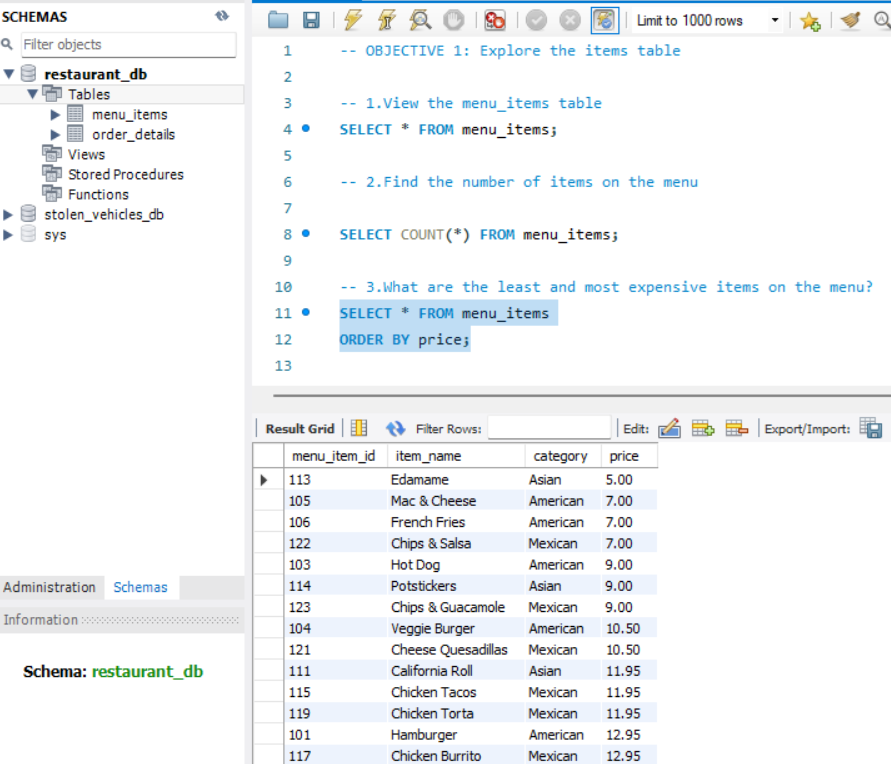 SCHEMAS
Filter objects
restaurant_db
Tables
menu_items
order_details
Views
Stored Procedures
Functions
stolen_vehicles_db
sys
Administration Schemas
Information
Schema: restaurant_db
Limit to 1000 rows
1 -- OBJECTIVE 1: Explore the items table
2
3 -- 1.View the menu_items table
4 SELECT * FROM menu_items;
5
6 -- 2.Find the number of items on the menu
7
8 SELECT COUNT(*) FROM menu_items;
9
10 -- 3.What are the least and most expensive items on the menu?
11 SELECT * FROM menu_items
12 ORDER BY price;
13
Result Grid Filter Rows: Edit: Export/Import:
menu_item_id item_name category price
113 Edamame Asian 5.00
105 Mac & Cheese American 7.00
106 French Fries American 7.00
122 Chips & Salsa Mexican 7.00
103 Hot Dog American 9.00
114 Potstickers Asian 9.00
123 Chips & Guacamole Mexican 9.00
104 Veggie Burger American 10.50
121 Cheese Quesadillas Mexican 10.50
111 California Roll Asian 11.95
115 Chicken Tacos Mexican 11.95
119 Chicken Torta Mexican 11.95
101 Hamburger American 12.95
117 Chicken Burrito Mexican 12.95